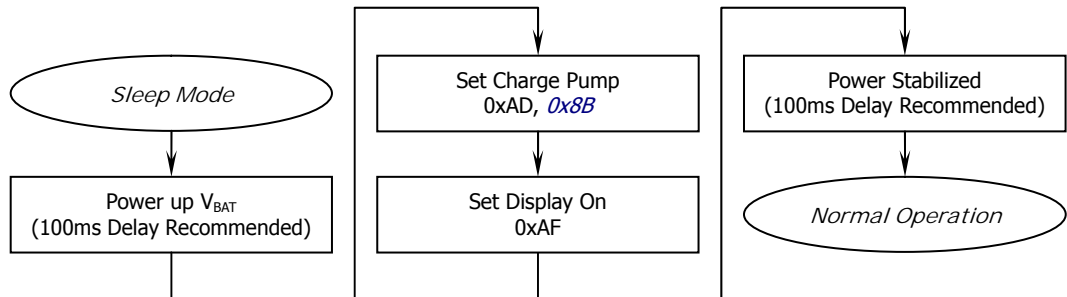 Sleep Mode
Power up VBAT
(100ms Delay Recommended)
Set Charge Pump
0xAD, 0x8B
Set Display On
0xAF
Power Stabilized
(100ms Delay Recommended)
Normal Operation